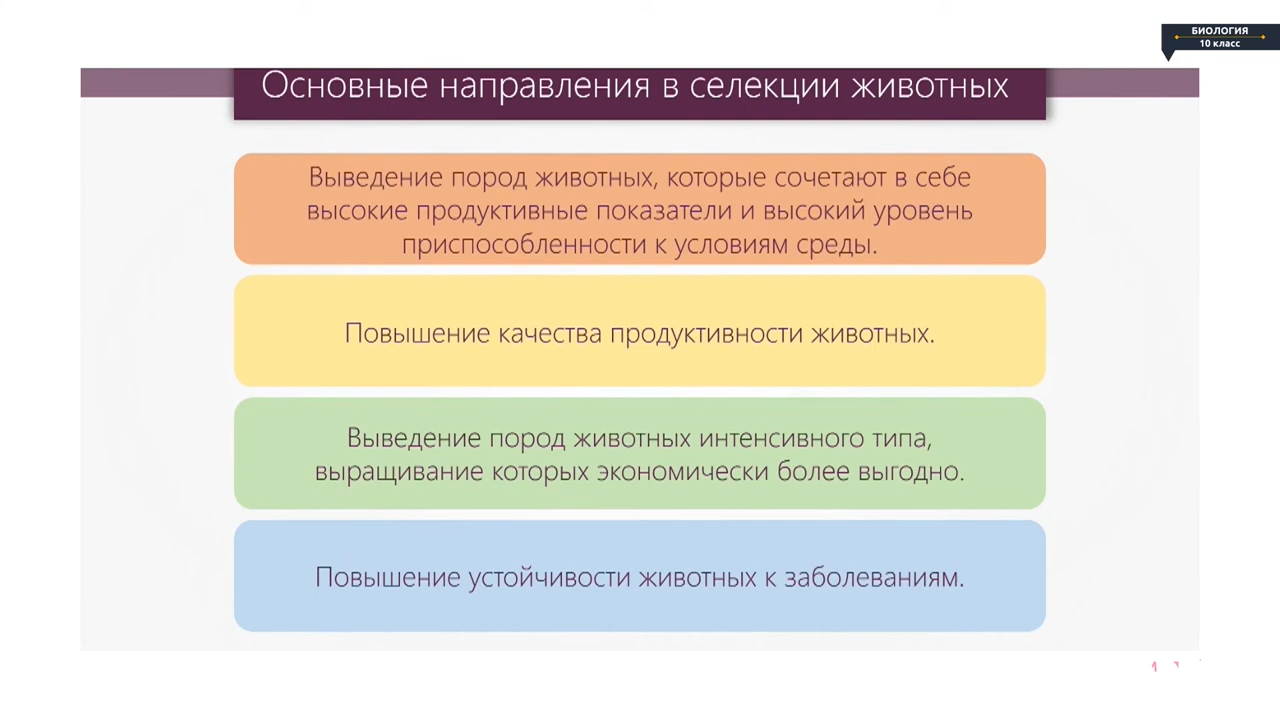 БИОЛОГИЯ
10 класс
Основные направления в селекции животных
Выведение пород животных, которые сочетают в себе
высокие продуктивные показатели и высокий уровень
приспособленности к условиям среды.
Повышение качества продуктивности животных.
Выведение пород животных интенсивного типа,
выращивание которых экономически более выгодно.
Повышение устойчивости животных к заболеваниям.